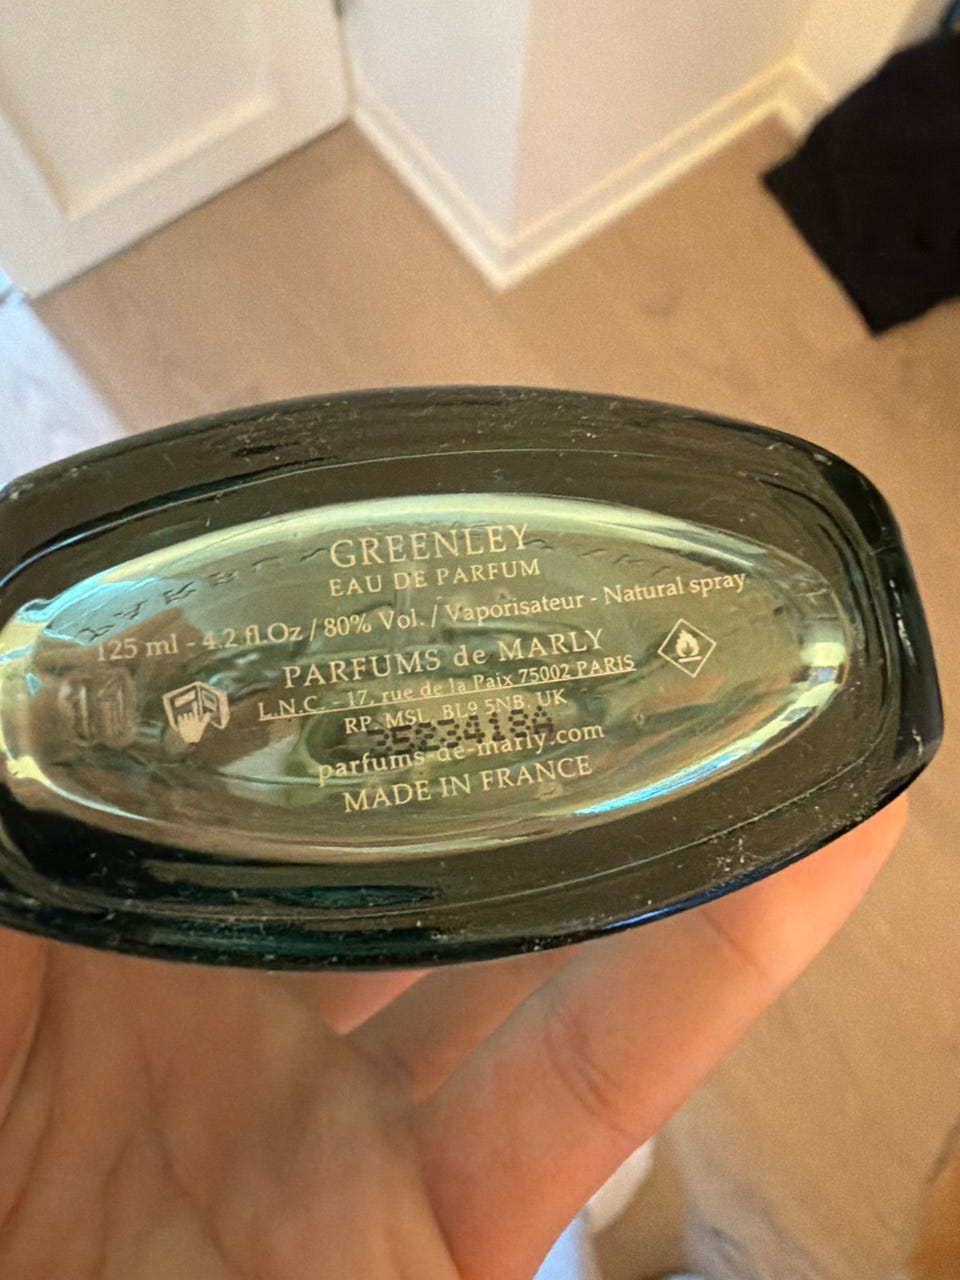 GREENLEY
EAU DE PARFUM
125 ml - 4.2 fl.Oz / 80% Vol. / Vaporisateur - Natural spray
PARFUMS de MARLY
L.N.C. - 17, rue de la Paix 75002 PARIS
RP. MSL, BL9 5NB, UK
parfums-de-marly.com
MADE IN FRANCE
11